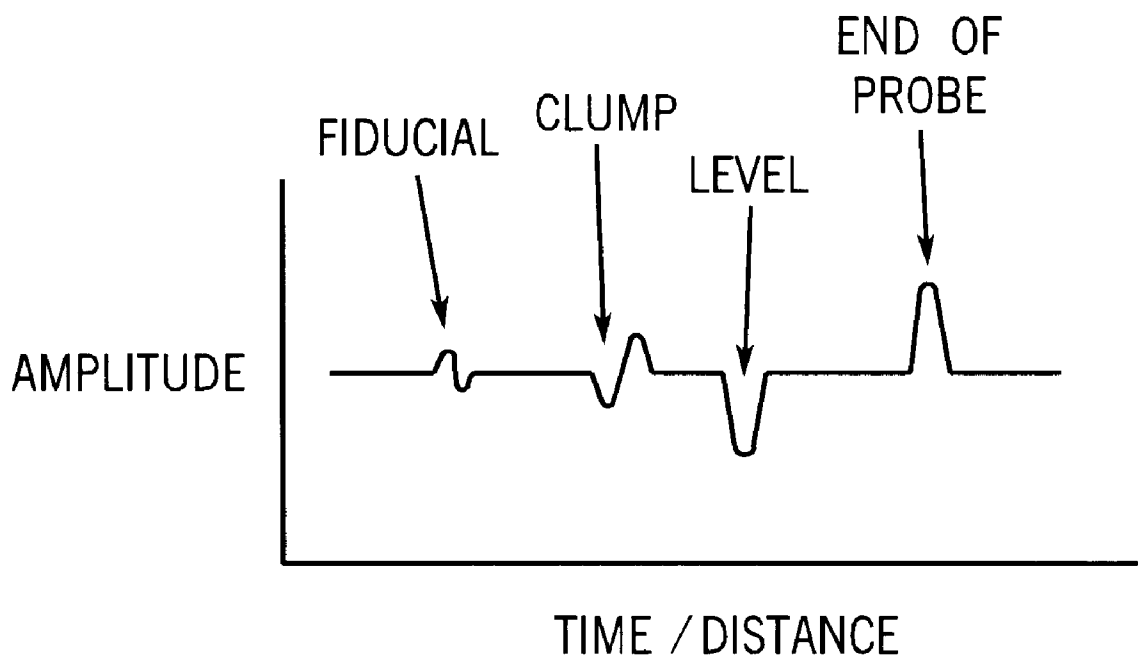 END OF
PROBE
CLUMP
FIDUCIAL
LEVEL
AMPLITUDE
TIME / DISTANCE